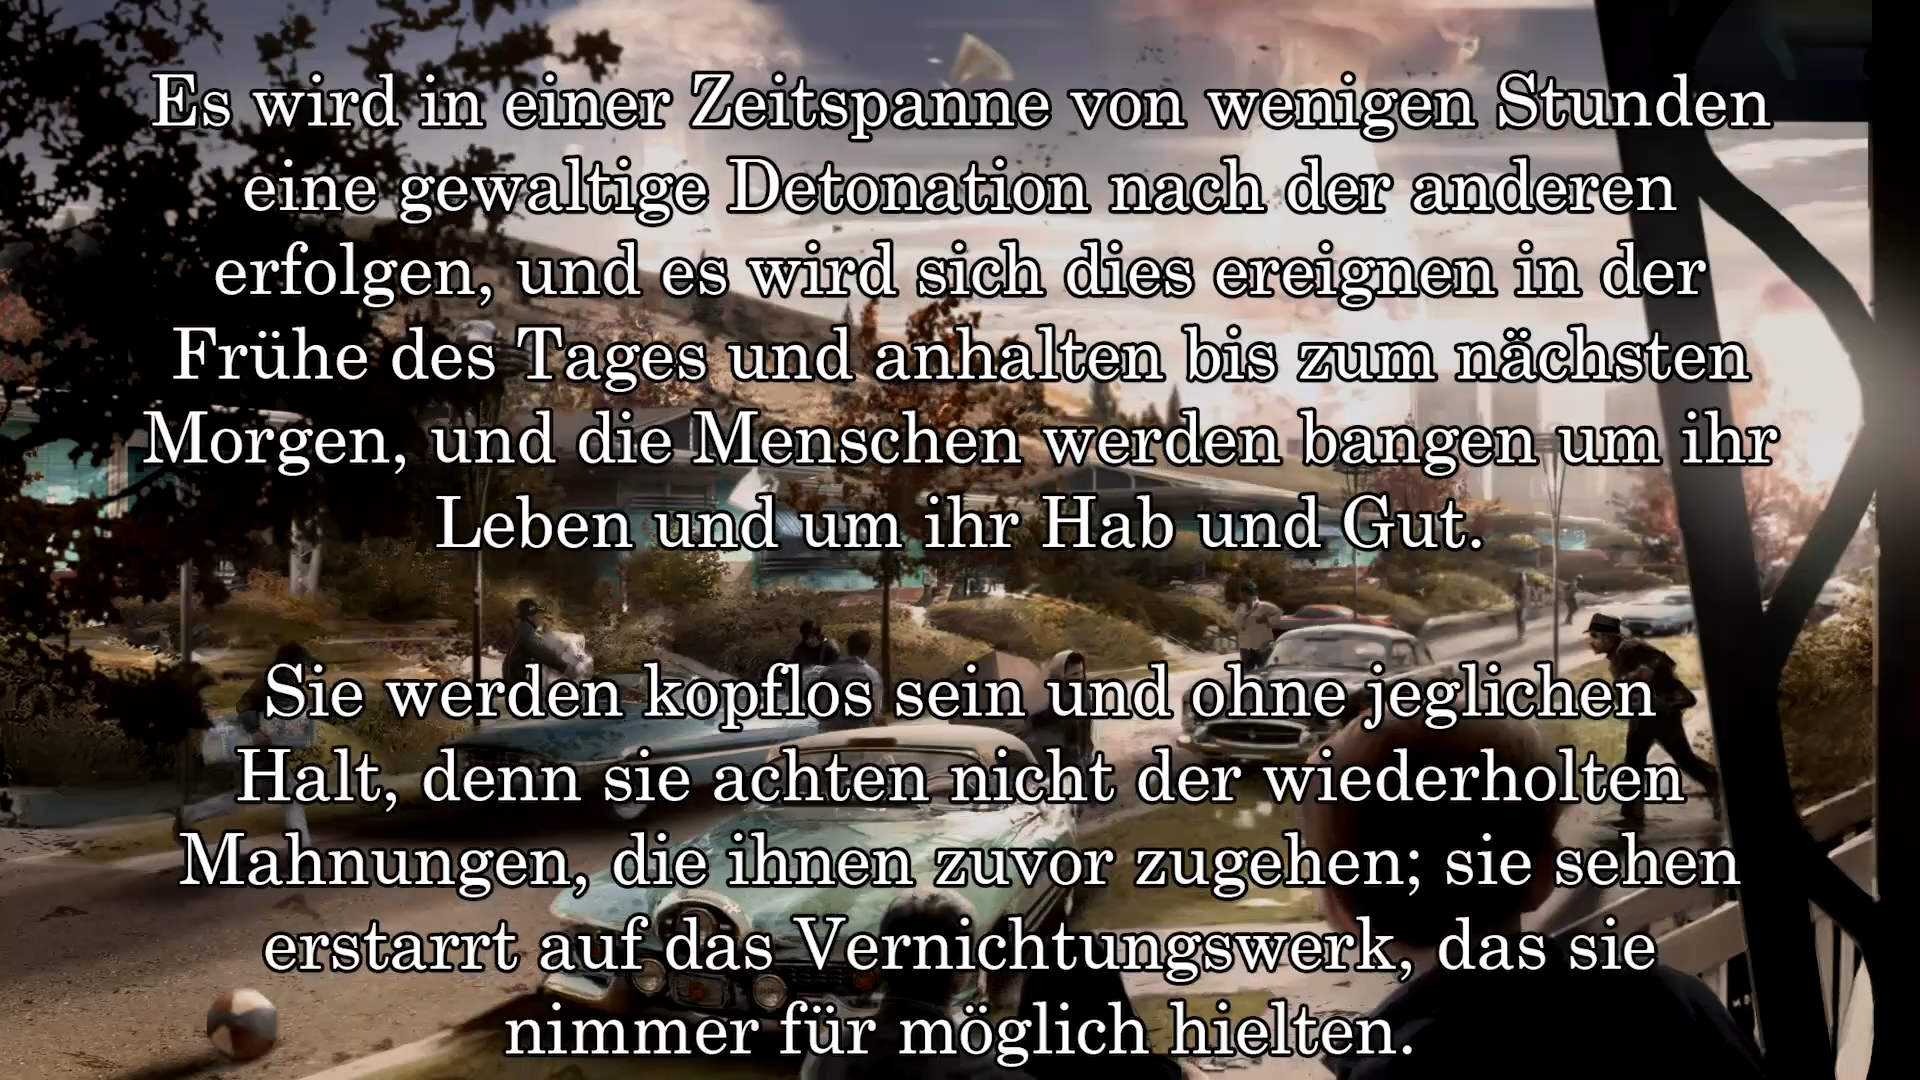 Es wird in einer Zeitspanne von wenigen Stunden
eine gewaltige Detonation nach der anderen
erfolgen, und es wird sich dies ereignen in der
Frühe des Tages und anhalten bis zum nächsten
Morgen, und die Menschen werden bangen um ihr
Leben und um ihr Hab und Gut.
Sie werden kopflos sein und ohne jeglichen
Halt, denn sie achten nicht der wiederholten
Mahnungen, die ihnen zuvor zugehen; sie sehen
erstarrt auf das Vernichtungswerk, das sie
nimmer für möglich hielten.